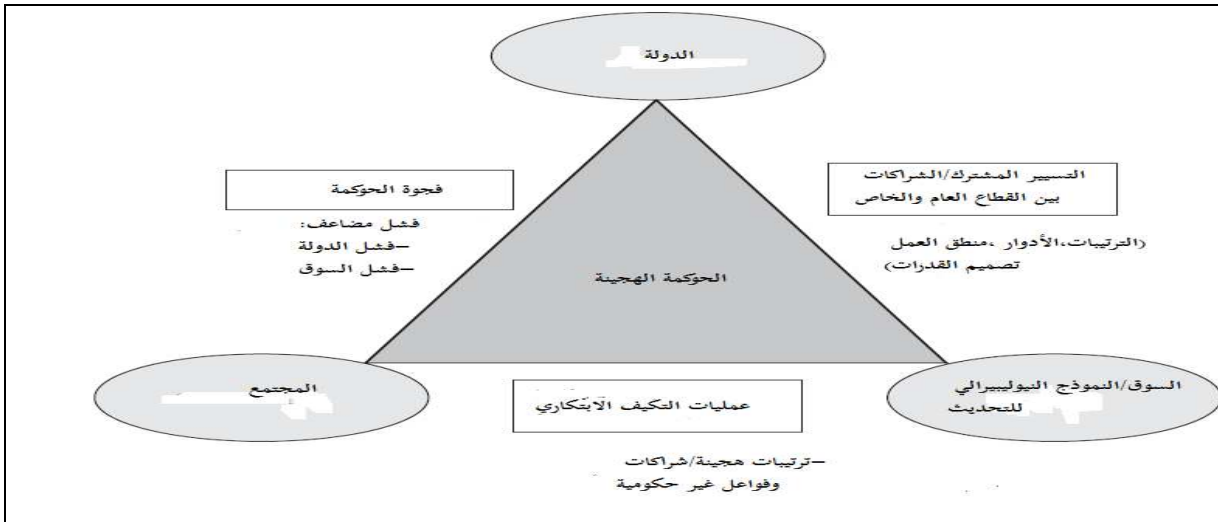 الدولة
التسيير المشترك/الشراكات
بين القطاع العام والخاص
(الترتيبات،الأدوار ،منطق العمل
تصميم القدرات)
فجوة الحوكمة
فشل مضاعف:
–فشل الدولة
–فشل السوق
الحوكمة الهجينة
السوق/النموذج النيوليبيرالي
للتحديث
المجتمع
عمليات التكيف الابتكاري
–ترتيبات هجينة/شراكات
وفواعل غير حكومية